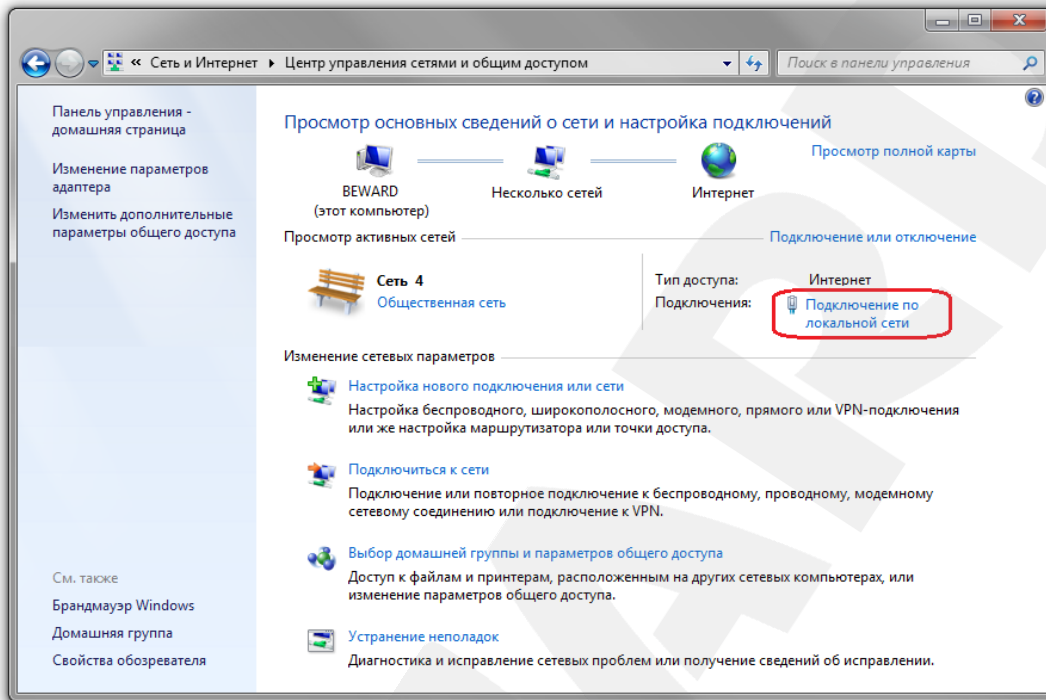 « Сеть и Интернет ▸ Центр управления сетями и общим доступом
Поиск в панели управления
Панель управления -
домашняя страница
Изменение параметров
адаптера
Изменить дополнительные
параметры общего доступа
См. также
Брандмауэр Windows
Домашняя группа
Свойства обозревателя
Просмотр основных сведений о сети и настройка подключений
Просмотр полной карты
BEWARD
(этот компьютер)
Несколько сетей
Интернет
Просмотр активных сетей
Подключение или отключение
Сеть 4
Общественная сеть
Тип доступа: Интернет
Подключения: Подключение по
локальной сети
Изменение сетевых параметров
Настройка нового подключения или сети
Настройка беспроводного, широкополосного, модемного, прямого или VPN-подключения
или же настройка маршрутизатора или точки доступа.
Подключиться к сети
Подключение или повторное подключение к беспроводному, проводному, модемному
сетевому соединению или подключение к VPN.
Выбор домашней группы и параметров общего доступа
Доступ к файлам и принтерам, расположенным на других сетевых компьютерах, или
изменение параметров общего доступа.
Устранение неполадок
Диагностика и исправление сетевых проблем или получение сведений об исправлении.